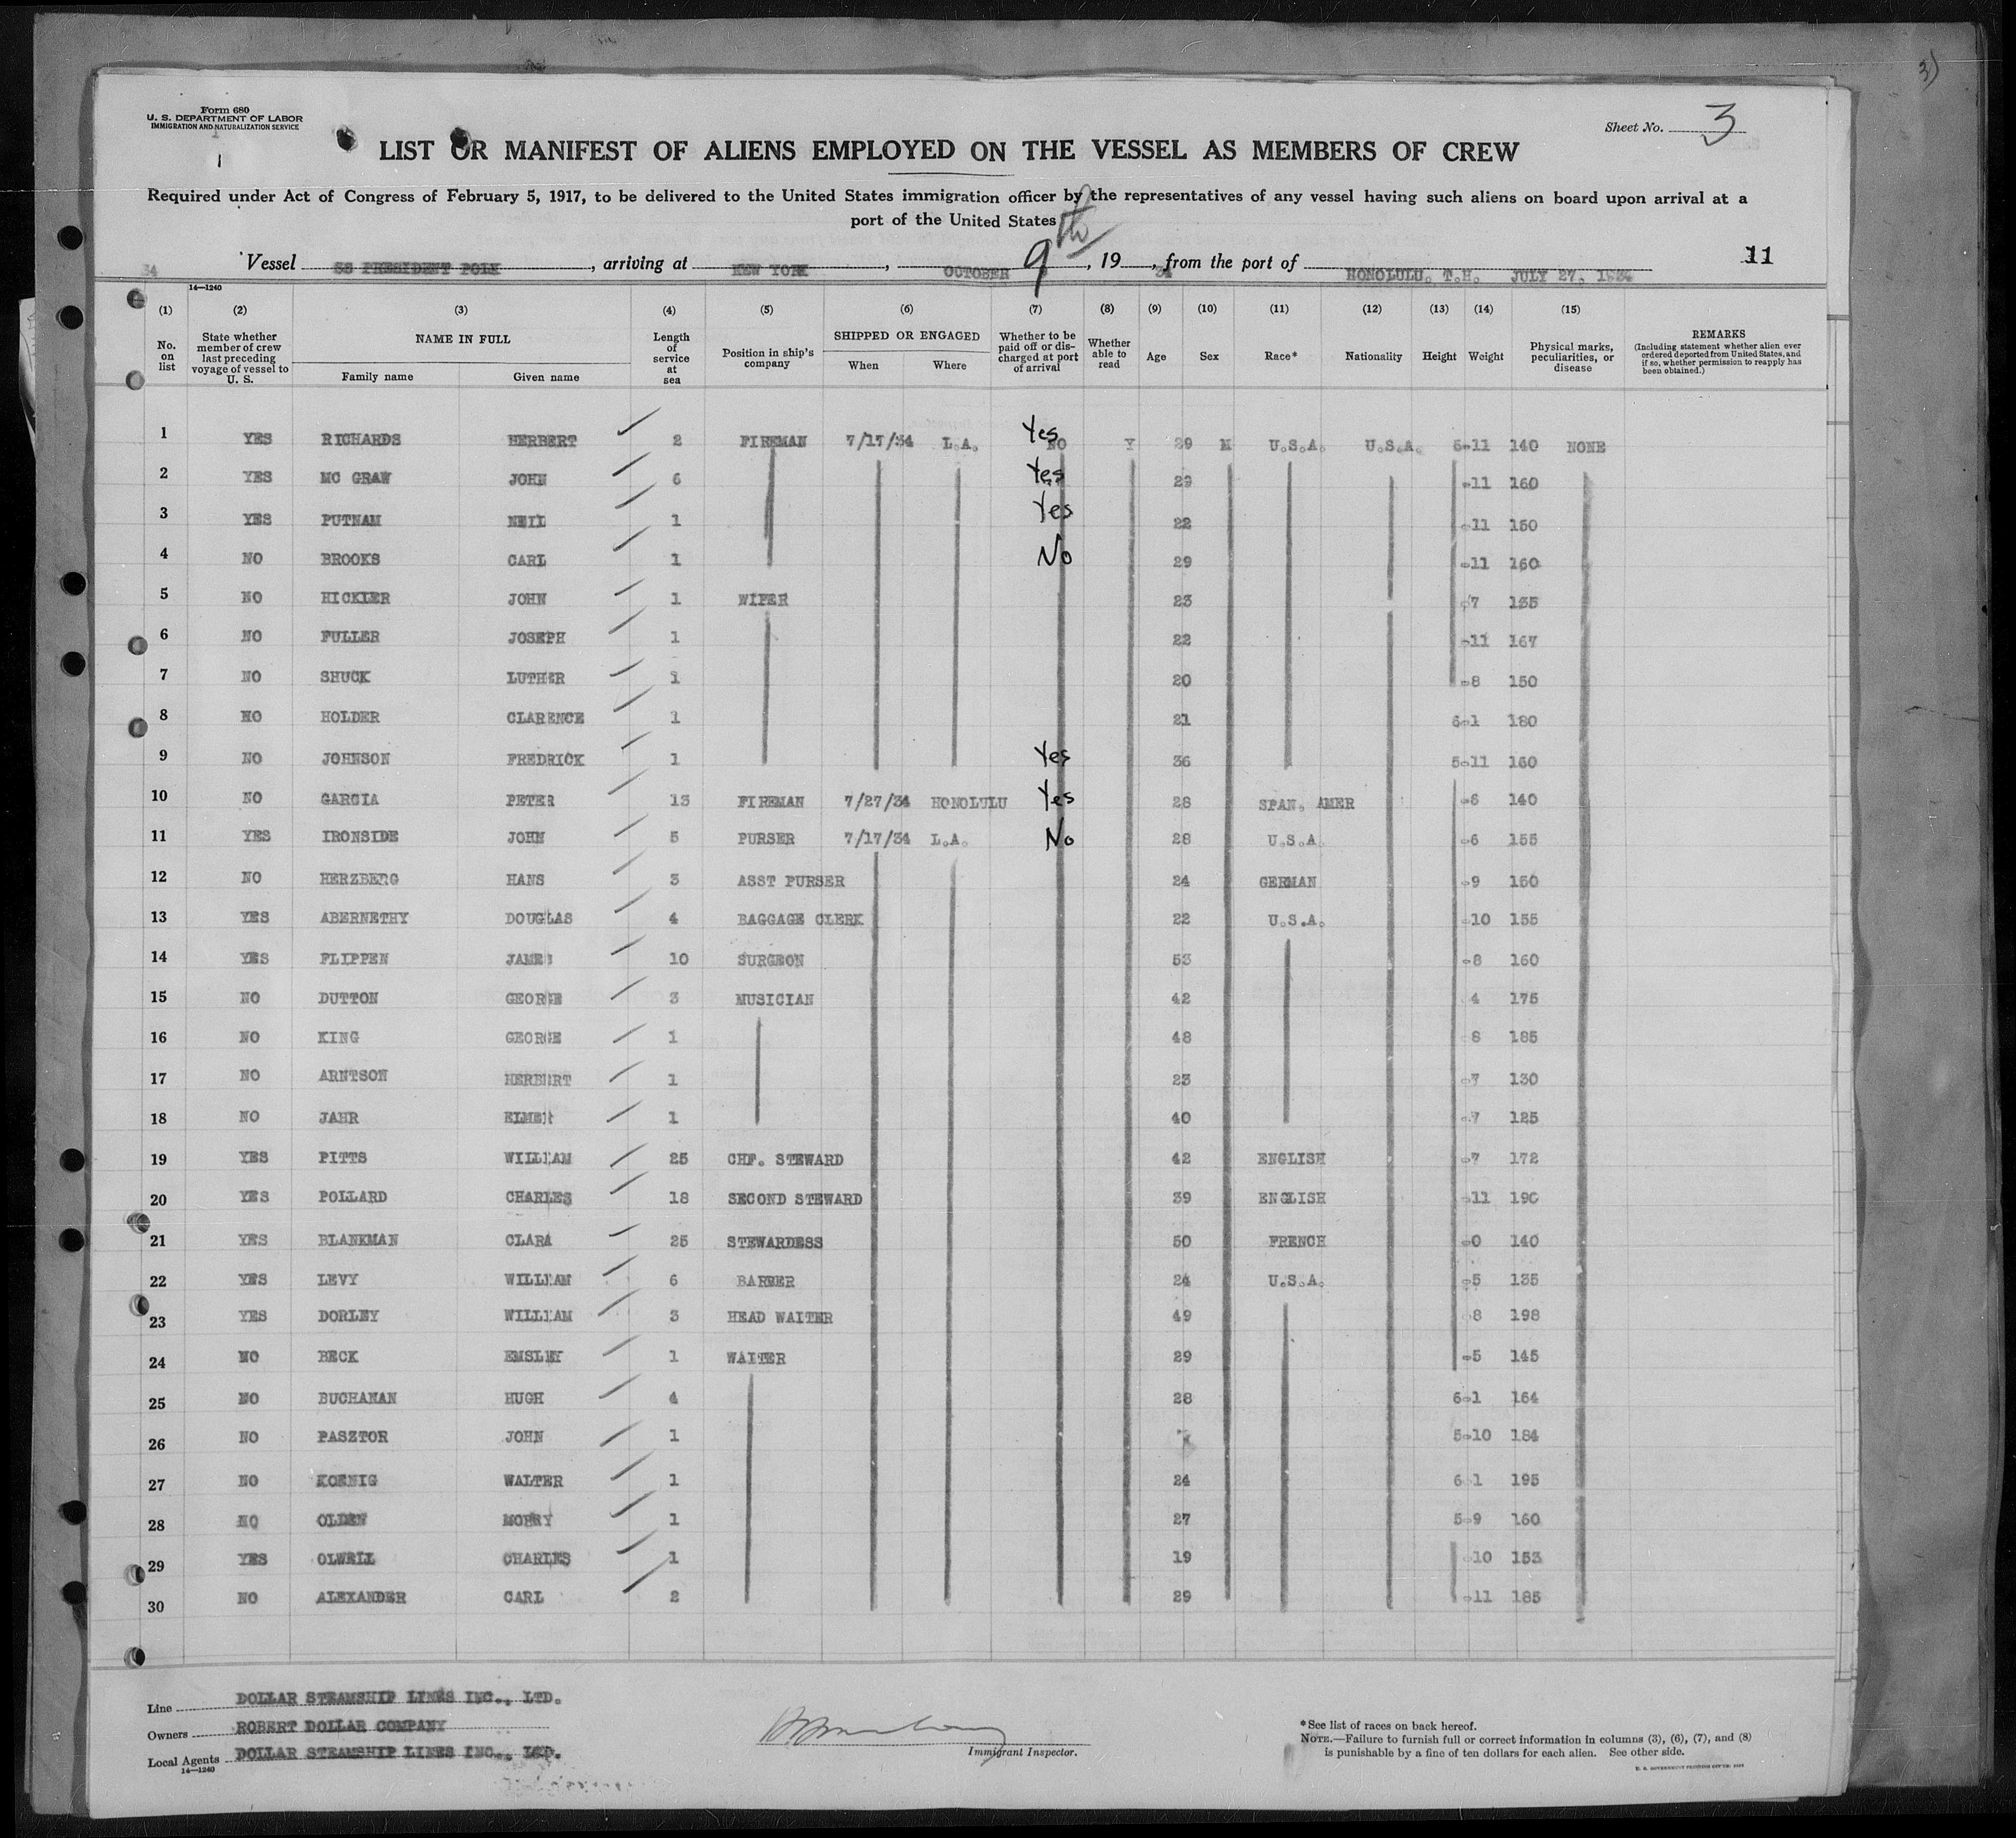 3)
Form 680
U. S. DEPARTMENT OF LABOR
IMMIGRATION AND NATURALIZATION SERVICE
Sheet No. 3
LIST OR MANIFEST OF ALIENS EMPLOYED ON THE VESSEL AS MEMBERS OF CREW
Required under Act of Congress of February 5, 1917, to be delivered to the United States immigration officer by the representatives of any vessel having such aliens on board upon arrival at a
port of the United States
Vessel SS PRESIDENT POLK, arriving at NEW YORK, OCTOBER 9th, 1934, from the port of HONOLULU, T.H. JULY 27, 1934 11
34
14—1240
(1) (2) (3) (4) (5) (6) (7) (8) (9) (10) (11) (12) (13) (14) (15)
No. on list State whether member of crew last preceding voyage of vessel to U. S. NAME IN FULL Family name Given name Length of service at sea Position in ship's company SHIPPED OR ENGAGED When Where Whether to be paid off or discharged at port of arrival Whether able to read Age Sex Race* Nationality Height Weight Physical marks, peculiarities, or disease REMARKS (Including statement whether alien ever ordered deported from United States, and if so, whether permission to reapply has been obtained.)
1 YES RICHARDS HERBERT 2 FIREMAN 7/17/34 L.A. Yes NO Y 29 M U.S.A. U.S.A. 5-11 140 NONE
2 YES MC GRAW JOHN 6 Yes 29 -11 160
3 YES PUTNAM NEIL 1 Yes 22 -11 150
4 NO BROOKS CARL 1 No 29 -11 160
5 NO HICKLER JOHN 1 WIPER 23 -7 135
6 NO FULLER JOSEPH 1 22 -11 167
7 NO SHUCK LUTHER 1 20 -8 150
8 NO HOLDER CLARENCE 1 21 6-1 180
9 NO JOHNSON FREDRICK 1 Yes 36 5-11 160
10 NO GARCIA PETER 13 FIREMAN 7/27/34 HONOLULU Yes 28 SPAN. AMER -6 140
11 YES IRONSIDE JOHN 5 PURSER 7/17/34 L.A. No 28 U.S.A. -6 155
12 NO HERZBERG HANS 3 ASST PURSER 24 GERMAN -9 150
13 YES ABERNETHY DOUGLAS 4 BAGGAGE CLERK 22 U.S.A. -10 155
14 YES FLIPPEN JAMES 10 SURGEON 53 -8 160
15 NO DUTTON GEORGE 3 MUSICIAN 42 4 175
16 NO KING GEORGE 1 48 8 185
17 NO ARNTSON HERBERT 1 23 -7 130
18 NO JAHR ELMER 1 40 -7 125
19 YES PITTS WILLIAM 25 CHF. STEWARD 42 ENGLISH -7 172
20 YES POLLARD CHARLES 18 SECOND STEWARD 39 ENGLISH -11 190
21 YES BLANKMAN CLARA 25 STEWARDESS 50 FRENCH -0 140
22 YES LEVY WILLIAM 6 BARBER 24 U.S.A. -5 135
23 YES DORLEY WILLIAM 3 HEAD WAITER 49 8 198
24 NO BECK EMSLEY 1 WAITER 29 -5 145
25 NO BUCHANAN HUGH 4 28 6-1 164
26 NO PASZTOR JOHN 1 5-10 184
27 NO KOENIG WALTER 1 24 6 1 195
28 NO OLDEN MORRY 1 27 5-9 160
29 YES OLWELL CHARLES 1 19 -10 153
30 NO ALEXANDER CARL 2 29 -11 185
Line DOLLAR STEAMSHIP LINES INC., LTD.
Owners ROBERT DOLLAR COMPANY
Local Agents DOLLAR STEAMSHIP LINES INC., LTD.
14—1240
Immigrant Inspector.
*See list of races on back hereof.
NOTE.—Failure to furnish full or correct information in columns (3), (6), (7), and (8)
is punishable by a fine of ten dollars for each alien. See other side.